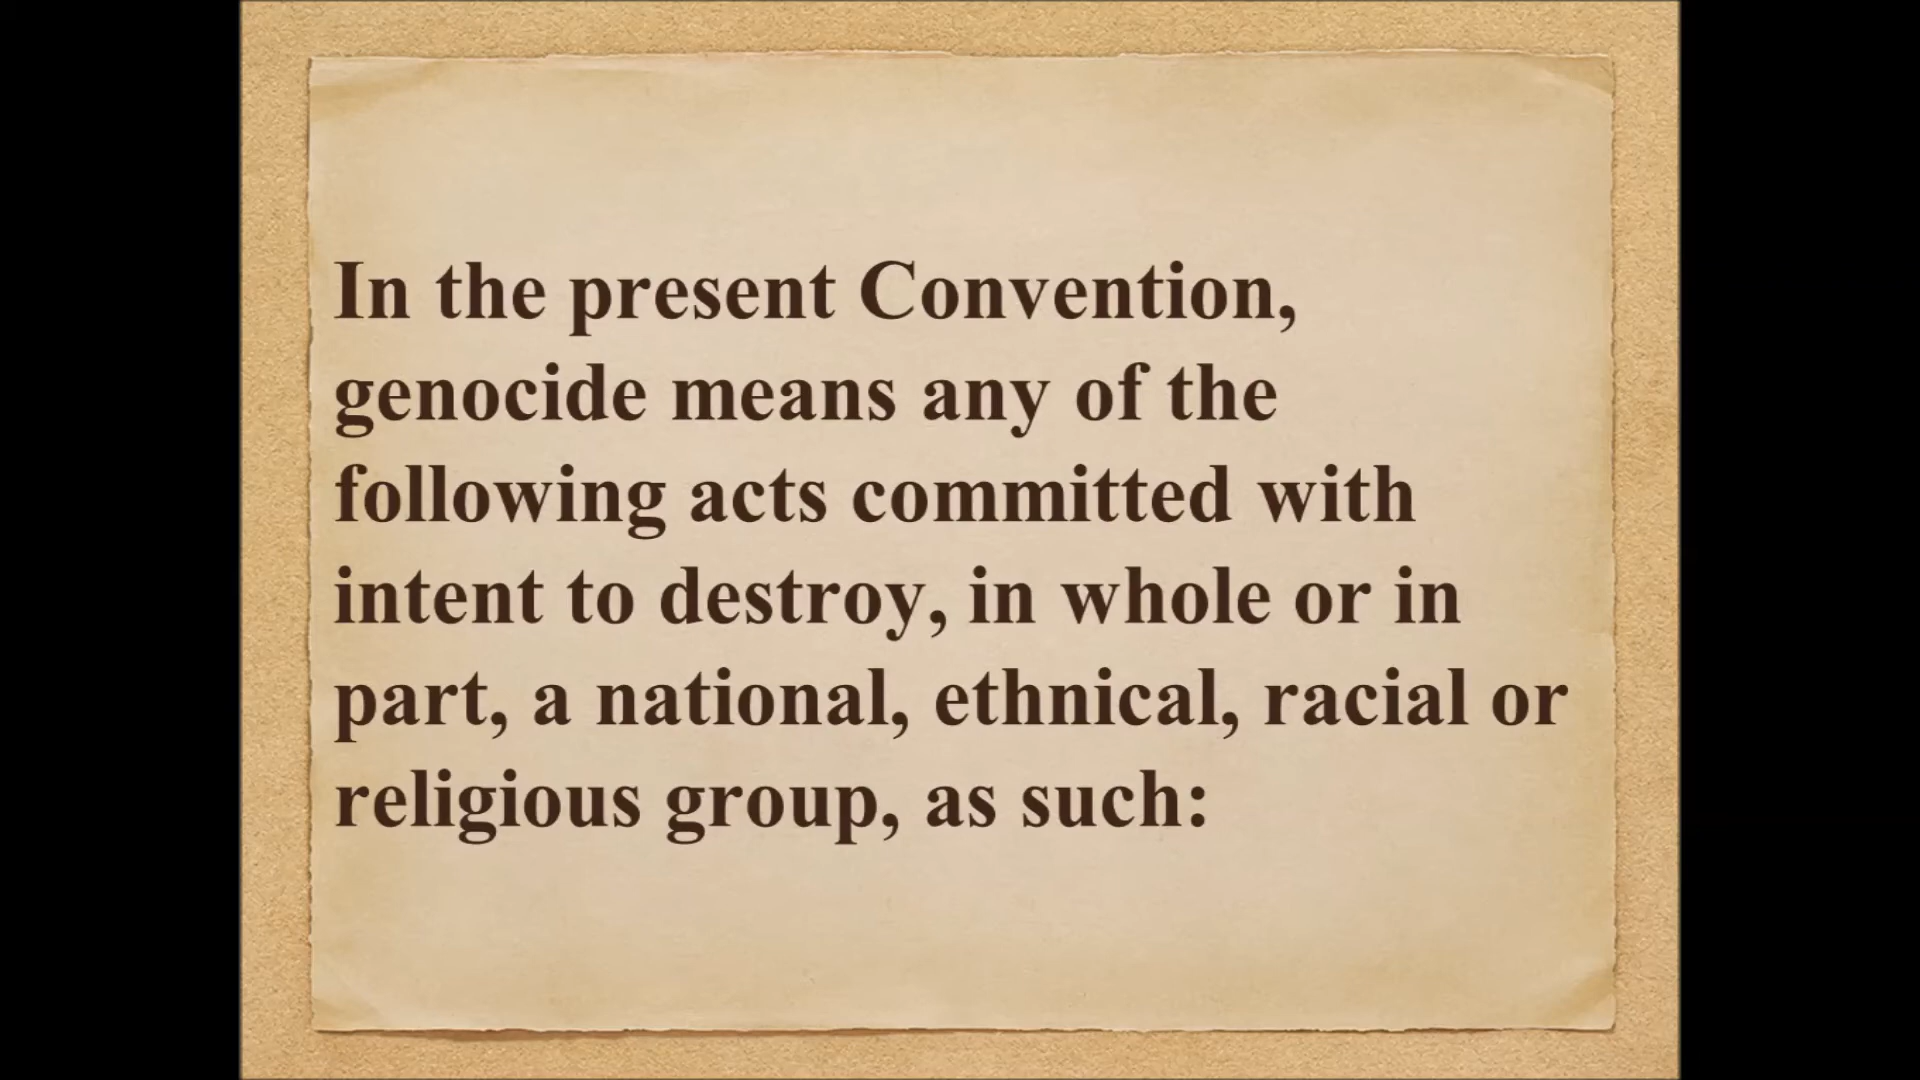 In the present Convention,
genocide means any of the
following acts committed with
intent to destroy, in whole or in
part, a national, ethnical, racial or
religious group, as such: